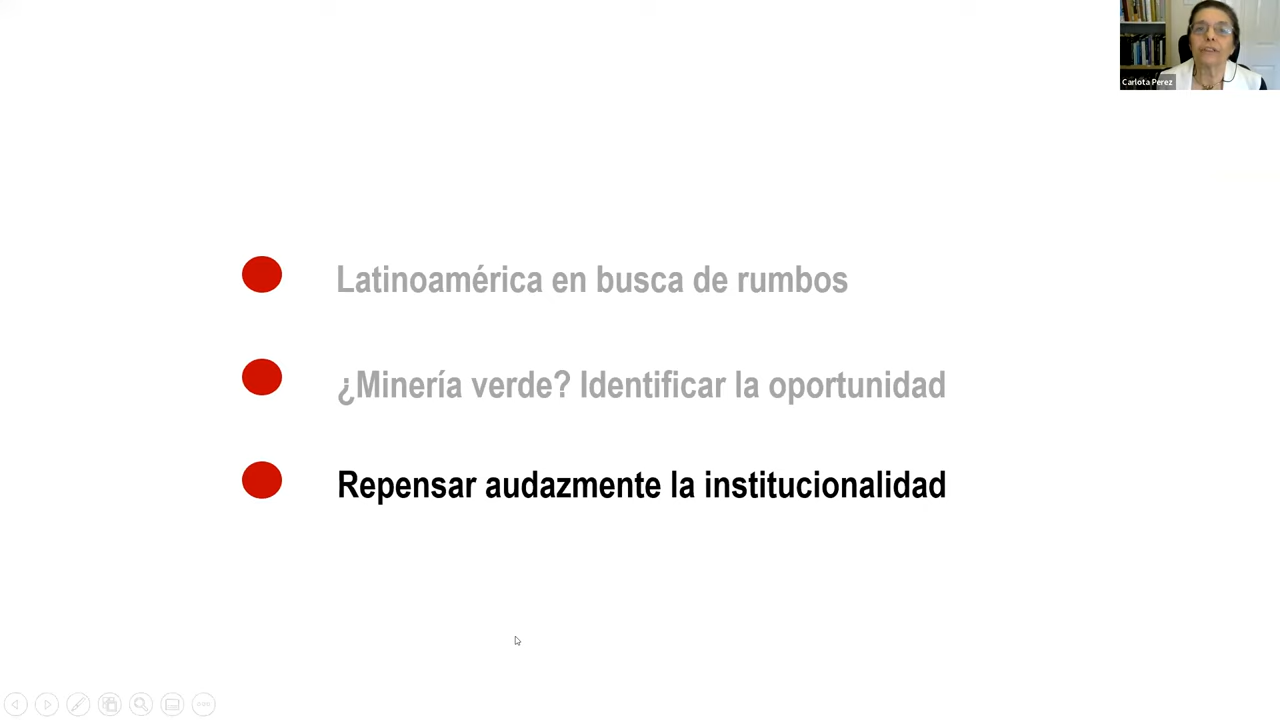 Carlota Perez
Latinoamérica en busca de rumbos
¿Minería verde? Identificar la oportunidad
Repensar audazmente la institucionalidad